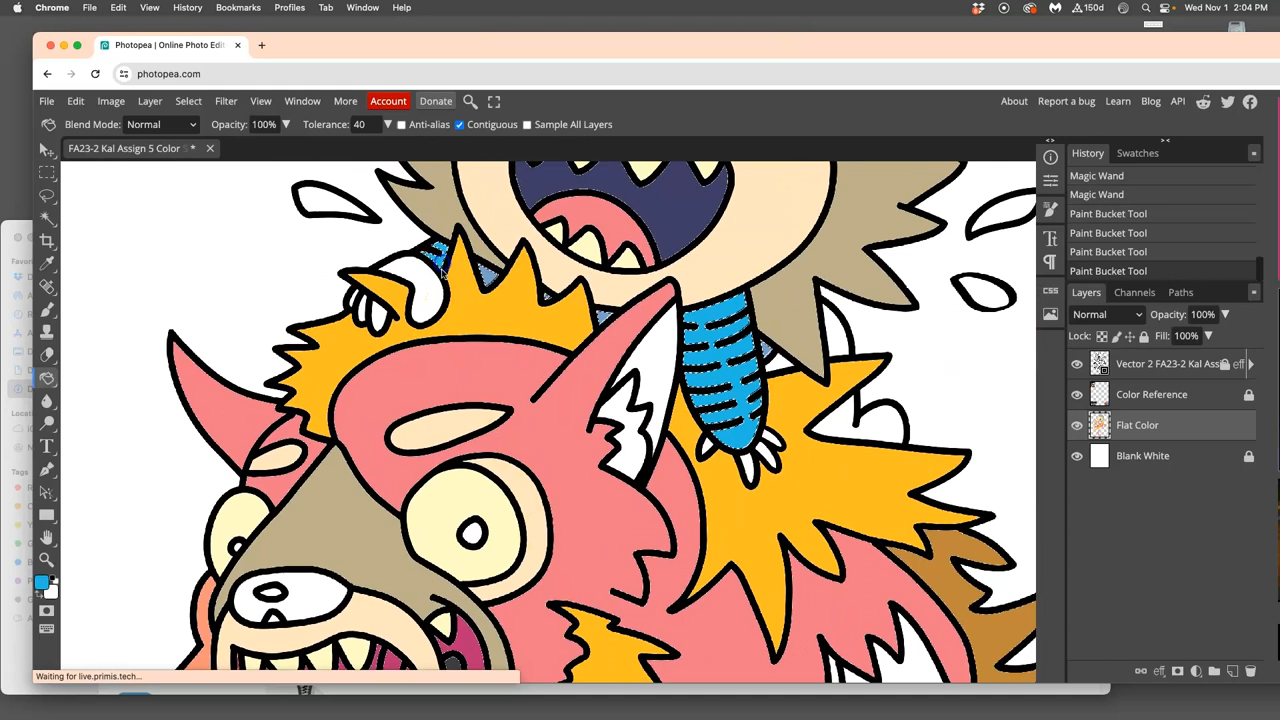 Chrome File Edit View History Bookmarks Profiles Tab Window Help 150d Wed Nov 1 2:04 PM
Photopea | Online Photo Edit
photopea.com
File Edit Image Layer Select Filter View Window More Account Donate About Report a bug Learn Blog API
Blend Mode: Normal Opacity: 100% Tolerance: 40 Anti-alias Contiguous Sample All Layers
FA23-2 Kal Assign 5 Color * History Swatches
Magic Wand
Magic Wand
Paint Bucket Tool
Paint Bucket Tool
Paint Bucket Tool
Paint Bucket Tool
CSS Layers Channels Paths
Normal Opacity: 100%
Lock: Fill: 100%
Vector 2 FA23-2 Kal Assi eff
Color Reference
Flat Color
Blank White
Waiting for live.primis.tech... eff